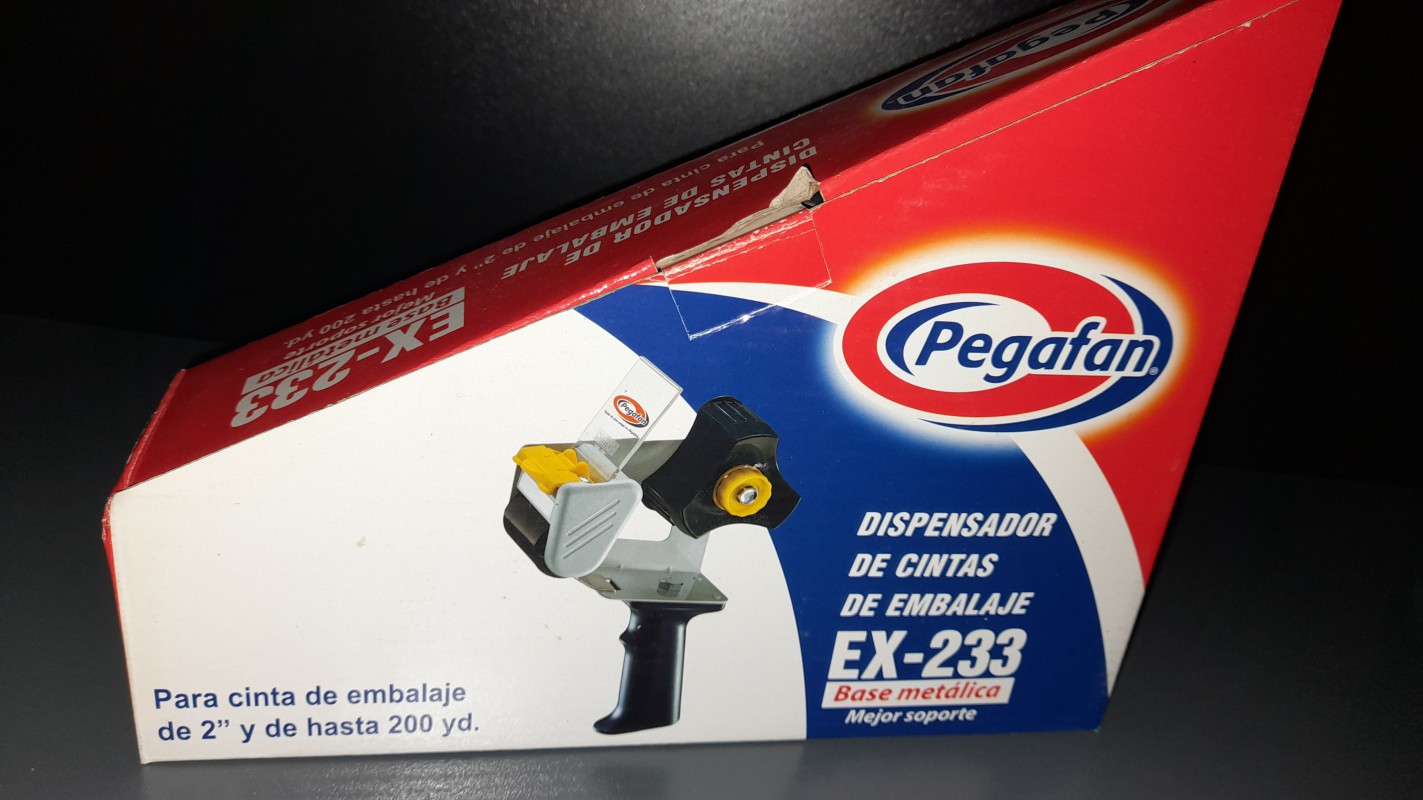 Pegafan
DISPENSADOR DE
CINTAS DE EMBALAJE
Para cinta de embalaje de 2” y de hasta 200 yd.
EX-233
Base metálica
Mejor soporte
Pegafan®
Pegafan
DISPENSADOR
DE CINTAS
DE EMBALAJE
EX-233
Base metálica
Mejor soporte
Para cinta de embalaje
de 2” y de hasta 200 yd.